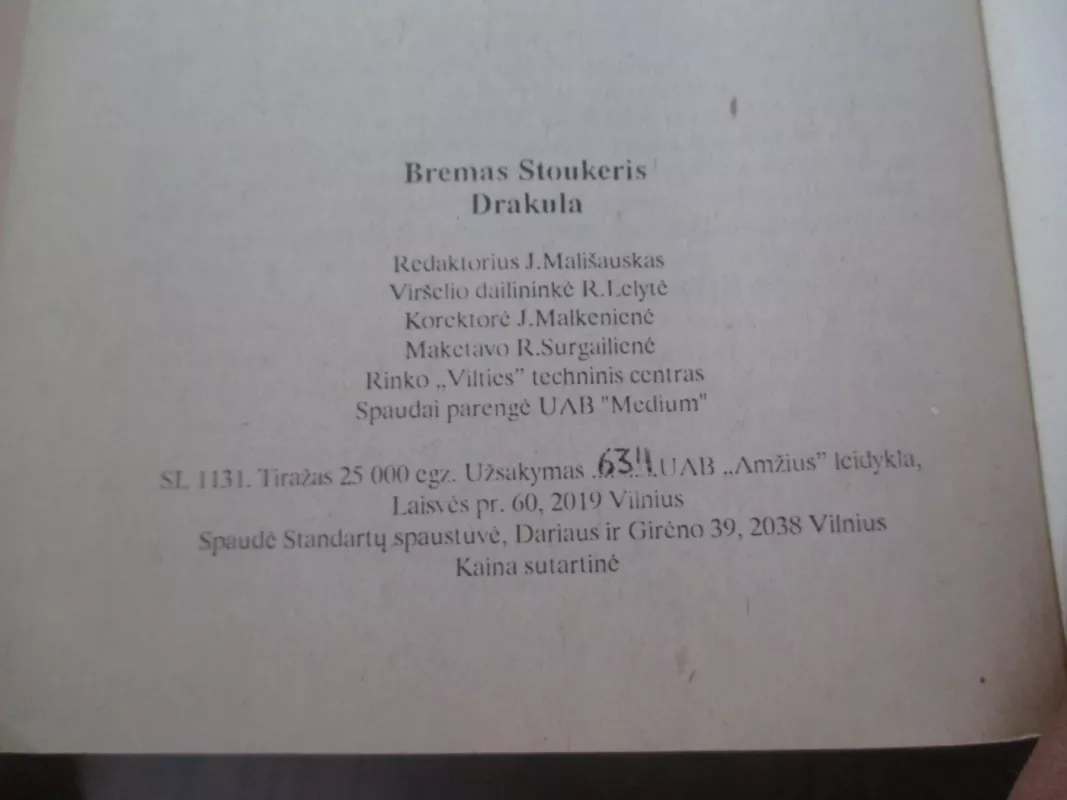 Bremas Stoukeris
Drakula
Redaktorius J.Mališauskas
Viršelio dailininkė R.Lelytė
Korektorė J.Malkenienė
Maketavo R.Surgailienė
Rinko „Vilties” techninis centras
Spaudai parengė UAB "Medium"
SL 1131. Tiražas 25 000 egz. Užsakymas 634 UAB „Amžius” leidykla,
Laisvės pr. 60, 2019 Vilnius
Spaudė Standartų spaustuvė, Dariaus ir Girėno 39, 2038 Vilnius
Kaina sutartinė